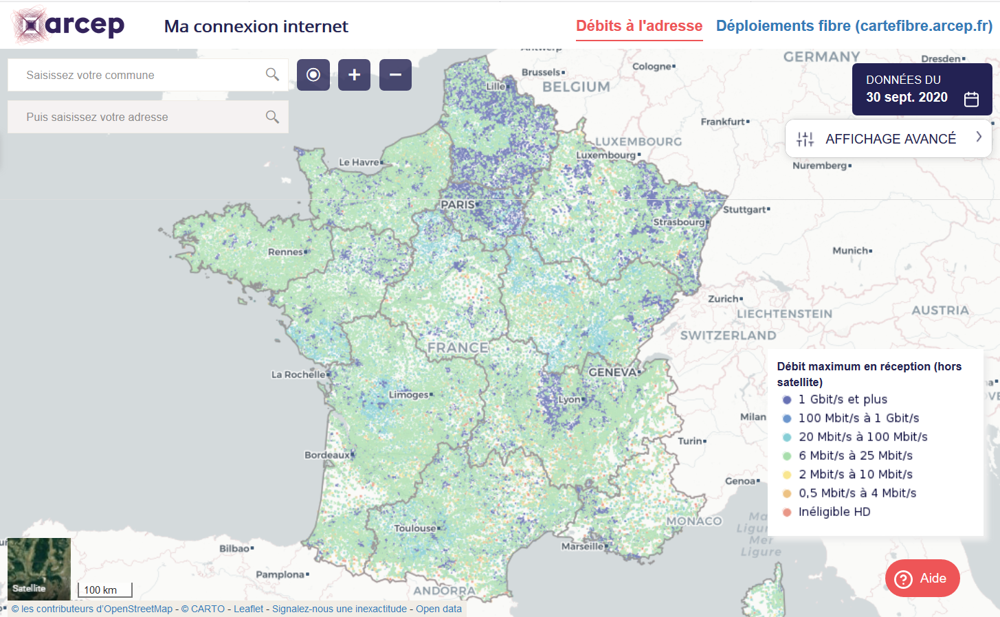 arcep
Ma connexion internet
Débits à l'adresse
Déploiements fibre (cartefibre.arcep.fr)
Saisissez votre commune
+
−
Puis saisissez votre adresse
DONNÉES DU
30 sept. 2020
AFFICHAGE AVANCÉ
GERMANY
Dresden
Cologne
Brussels
BELGIUM
Lille
Frankfurt
LUXEMBOURG
Luxembourg
Le Havre
Nuremberg
PARIS
Stuttgart
Strasbourg
Rennes
Munich
Zurich
LIECHTENSTEIN
AUSTRIA
SWITZERLAND
FRANCE
La Rochelle
GENEVA
Limoges
Lyon
Milan
Turin
Bordeaux
Genoa
MONACO
Toulouse
Marseille
Ligure
Mer
Ligure
Bilbao
Pamplona
ANDORRA
Débit maximum en réception (hors
satellite)
1 Gbit/s et plus
100 Mbit/s à 1 Gbit/s
20 Mbit/s à 100 Mbit/s
6 Mbit/s à 25 Mbit/s
2 Mbit/s à 10 Mbit/s
0,5 Mbit/s à 4 Mbit/s
Inéligible HD
Satellite
100 km
Aide
© les contributeurs d'OpenStreetMap - © CARTO - Leaflet - Signalez-nous une inexactitude - Open data